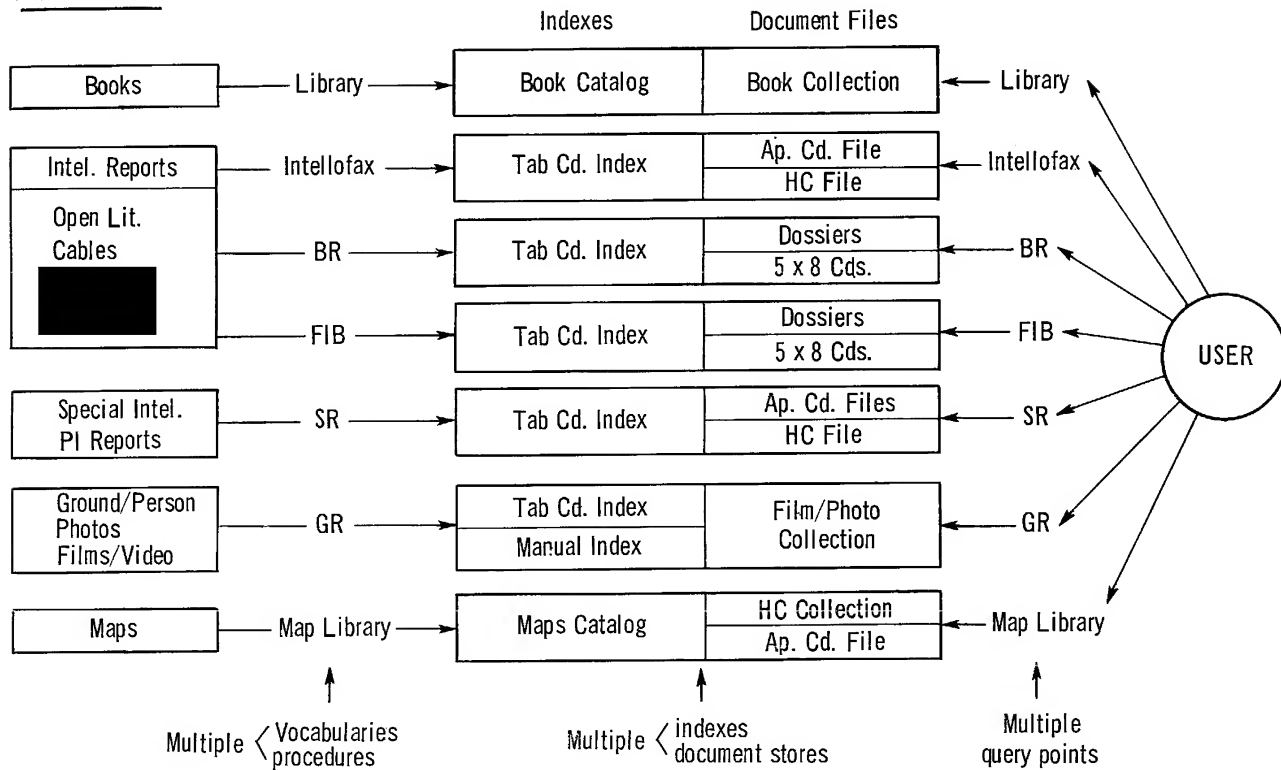 Indexes Document Files
Books Library Book Catalog Book Collection Library
Intel. Reports Intellofax Tab Cd. Index Ap. Cd. File Intellofax
HC File
Open Lit.
Cables
BR Tab Cd. Index Dossiers BR
5 x 8 Cds.
FIB Tab Cd. Index Dossiers FIB
5 x 8 Cds.
USER
Special Intel. SR Tab Cd. Index Ap. Cd. Files SR
PI Reports HC File
Ground/Person Tab Cd. Index Film/Photo
Photos GR Collection GR
Films/Video Manual Index
Maps Map Library Maps Catalog HC Collection Map Library
Ap. Cd. File
Multiple < Vocabularies
procedures
Multiple < indexes
document stores
Multiple
query points